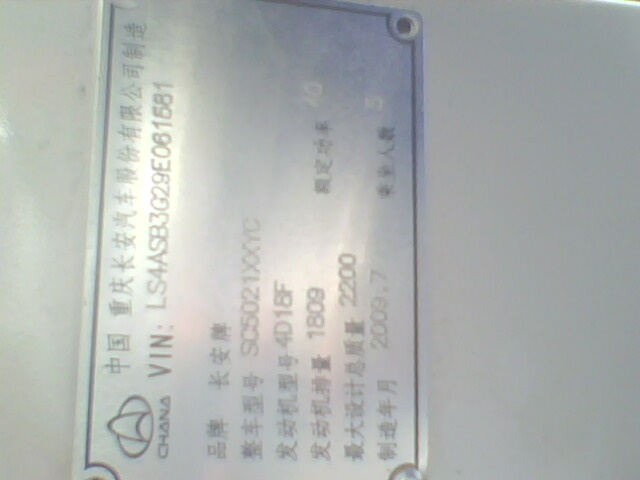 中国 重庆长安汽车股份有限公司制造
CHANA
VIN: LS4ASB3G29E061581
品牌 长安牌
整车型号 SC5021XXYC
发动机型号 4D18F
发动机排量 1809 额定功率 40
最大设计总质量 2200
制造年月 2009.7 乘坐人数 5